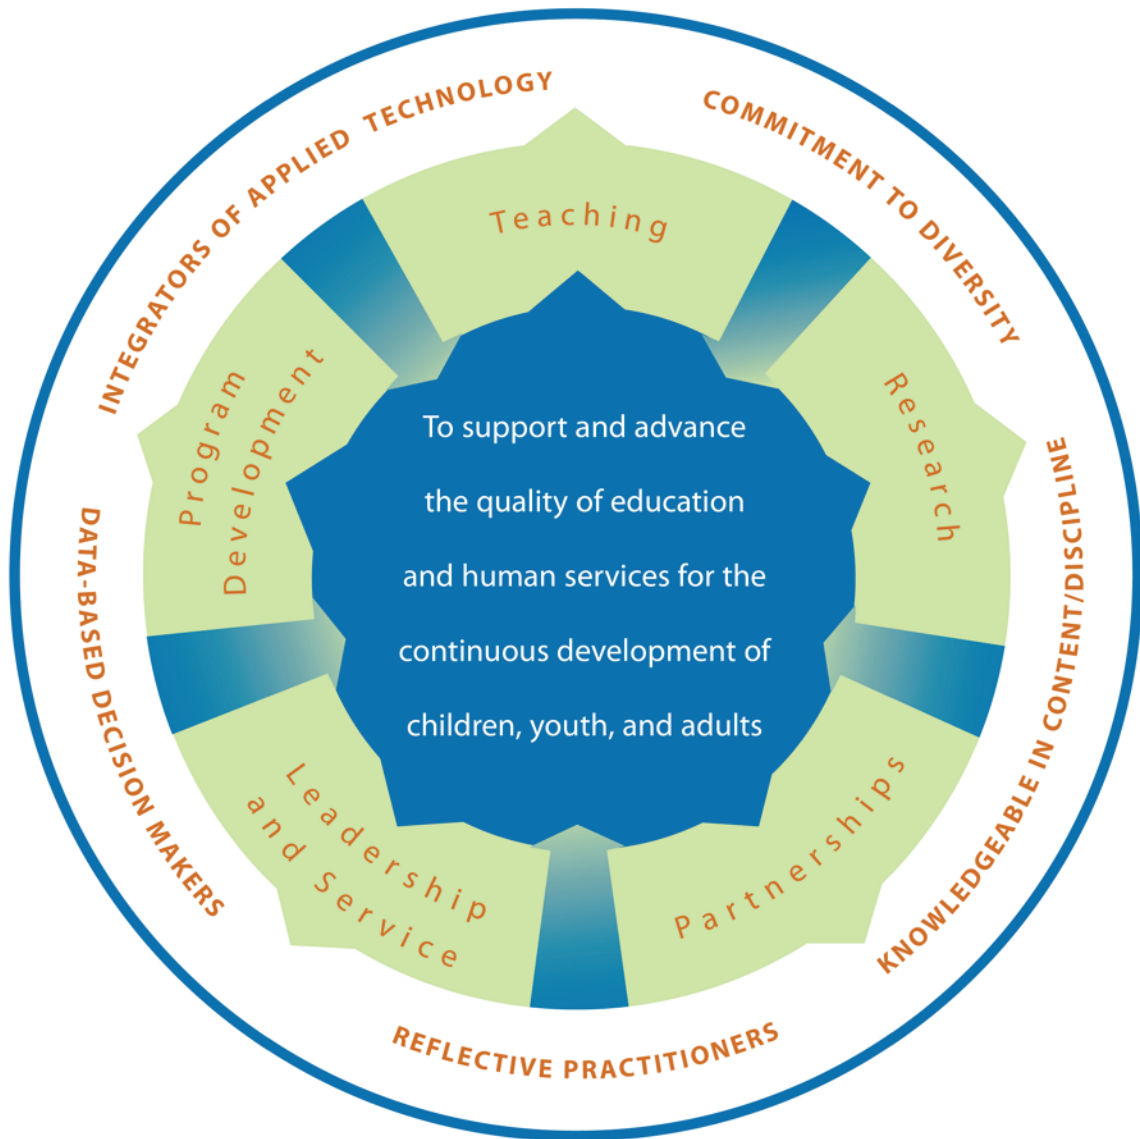 INTEGRATORS OF APPLIED TECHNOLOGY
COMMITMENT TO DIVERSITY
KNOWLEDGEABLE IN CONTENT/DISCIPLINE
REFLECTIVE PRACTITIONERS
DATA-BASED DECISION MAKERS
Teaching
Research
Partnerships
Leadership
and Service
Program
Development
To support and advance
the quality of education
and human services for the
continuous development of
children, youth, and adults